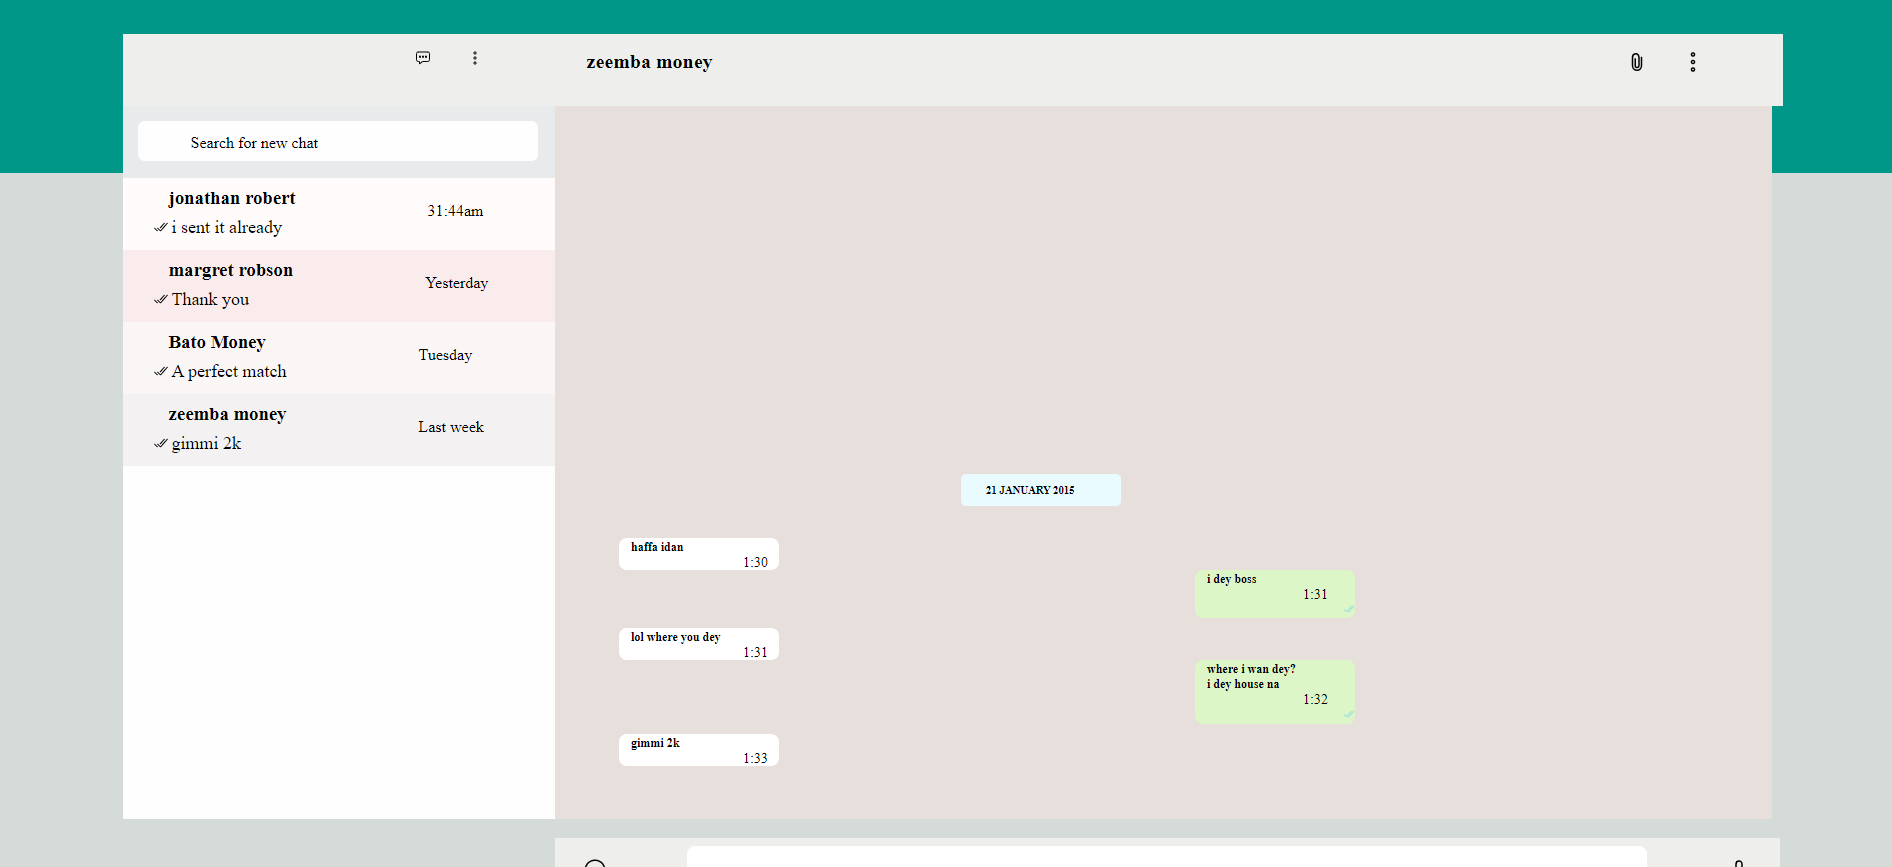 zeemba money
Search for new chat
jonathan robert
31:44am
i sent it already
margret robson
Yesterday
Thank you
Bato Money
Tuesday
A perfect match
zeemba money
Last week
gimmi 2k
21 JANUARY 2015
haffa idan
1:30
i dey boss
1:31
lol where you dey
1:31
where i wan dey?
i dey house na
1:32
gimmi 2k
1:33